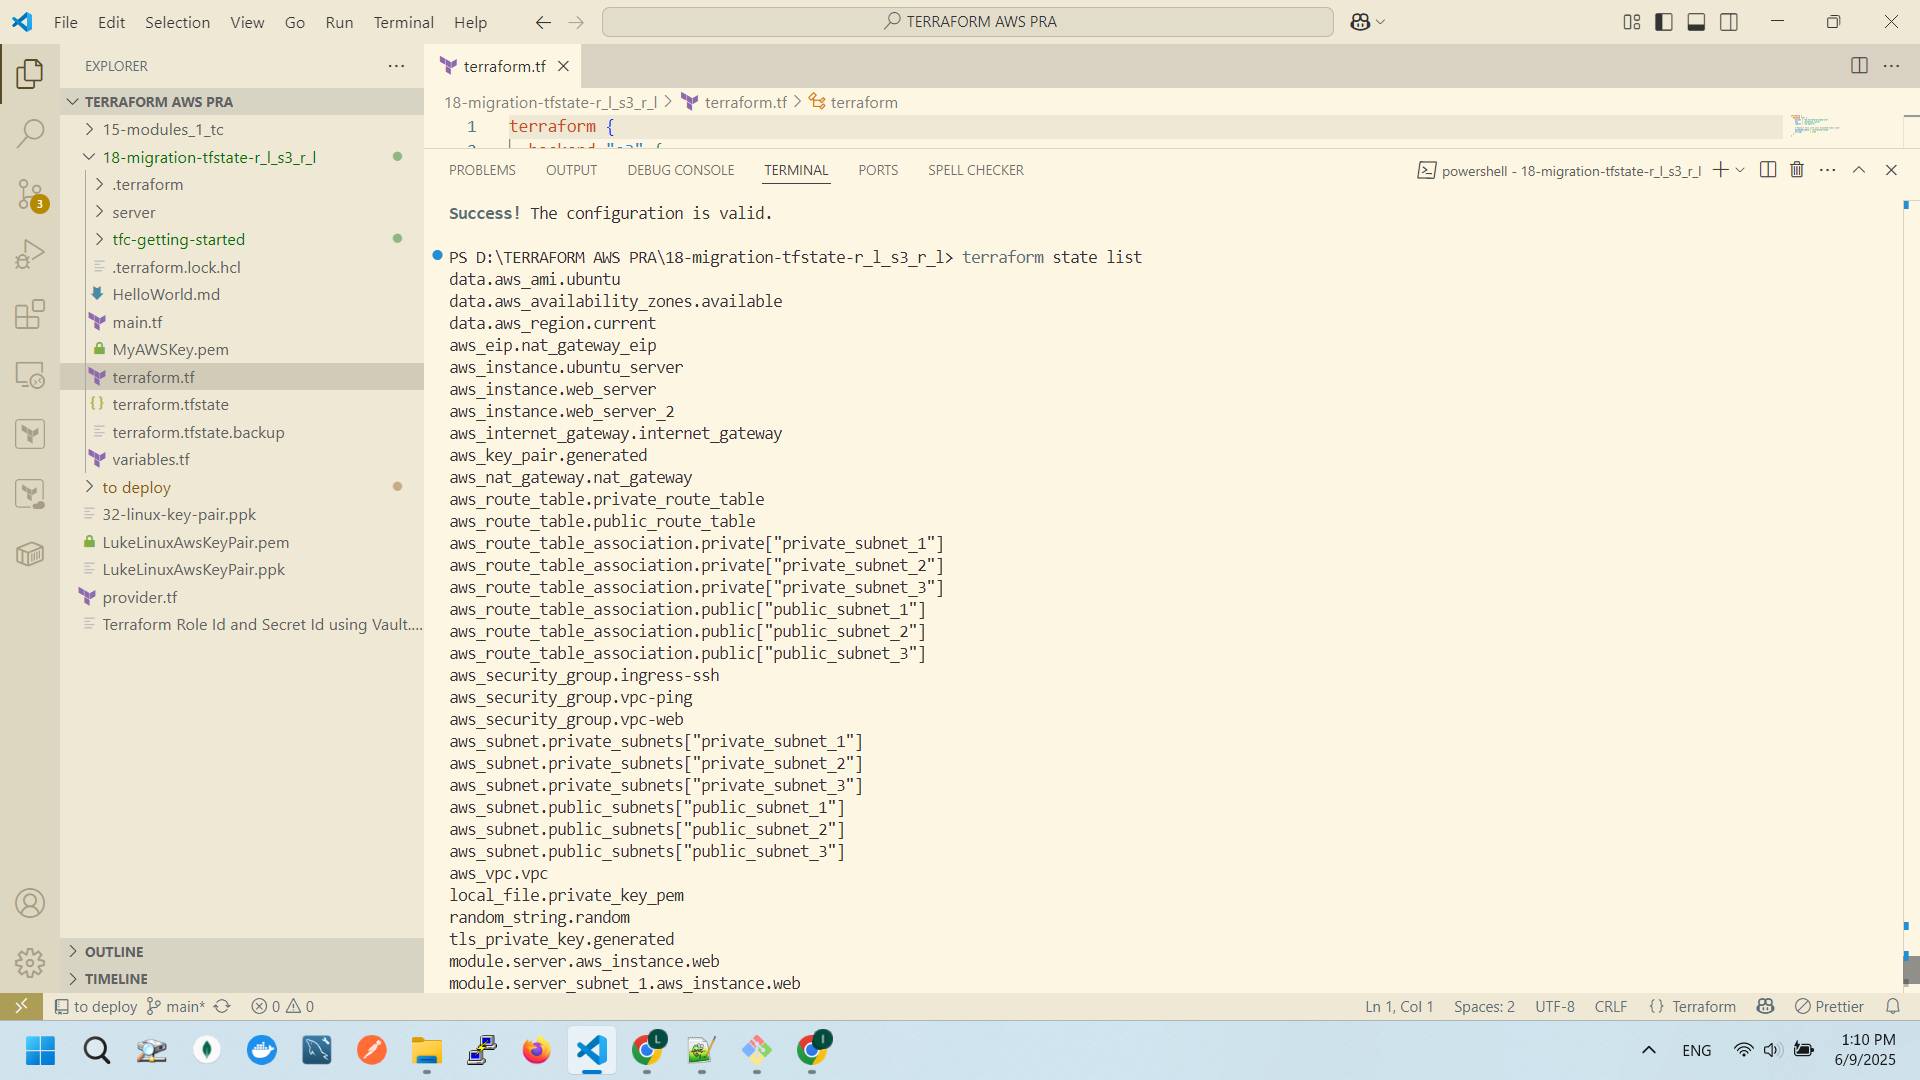 File Edit Selection View Go Run Terminal Help
TERRAFORM AWS PRA
EXPLORER
TERRAFORM AWS PRA
15-modules_1_tc
18-migration-tfstate-r_l_s3_r_l
.terraform
server
tfc-getting-started
.terraform.lock.hcl
HelloWorld.md
main.tf
MyAWSKey.pem
terraform.tf
terraform.tfstate
terraform.tfstate.backup
variables.tf
to deploy
32-linux-key-pair.ppk
LukeLinuxAwsKeyPair.pem
LukeLinuxAwsKeyPair.ppk
provider.tf
Terraform Role Id and Secret Id using Vault....
OUTLINE
TIMELINE
3
terraform.tf
18-migration-tfstate-r_l_s3_r_l > terraform.tf > terraform
1 terraform {
PROBLEMS OUTPUT DEBUG CONSOLE TERMINAL PORTS SPELL CHECKER
powershell - 18-migration-tfstate-r_l_s3_r_l
Success! The configuration is valid.
PS D:\TERRAFORM AWS PRA\18-migration-tfstate-r_l_s3_r_l> terraform state list
data.aws_ami.ubuntu
data.aws_availability_zones.available
data.aws_region.current
aws_eip.nat_gateway_eip
aws_instance.ubuntu_server
aws_instance.web_server
aws_instance.web_server_2
aws_internet_gateway.internet_gateway
aws_key_pair.generated
aws_nat_gateway.nat_gateway
aws_route_table.private_route_table
aws_route_table.public_route_table
aws_route_table_association.private["private_subnet_1"]
aws_route_table_association.private["private_subnet_2"]
aws_route_table_association.private["private_subnet_3"]
aws_route_table_association.public["public_subnet_1"]
aws_route_table_association.public["public_subnet_2"]
aws_route_table_association.public["public_subnet_3"]
aws_security_group.ingress-ssh
aws_security_group.vpc-ping
aws_security_group.vpc-web
aws_subnet.private_subnets["private_subnet_1"]
aws_subnet.private_subnets["private_subnet_2"]
aws_subnet.private_subnets["private_subnet_3"]
aws_subnet.public_subnets["public_subnet_1"]
aws_subnet.public_subnets["public_subnet_2"]
aws_subnet.public_subnets["public_subnet_3"]
aws_vpc.vpc
local_file.private_key_pem
random_string.random
tls_private_key.generated
module.server.aws_instance.web
module.server_subnet_1.aws_instance.web
to deploy main* 0 0
Ln 1, Col 1 Spaces: 2 UTF-8 CRLF {} Terraform Prettier
L I
ENG
1:10 PM
6/9/2025